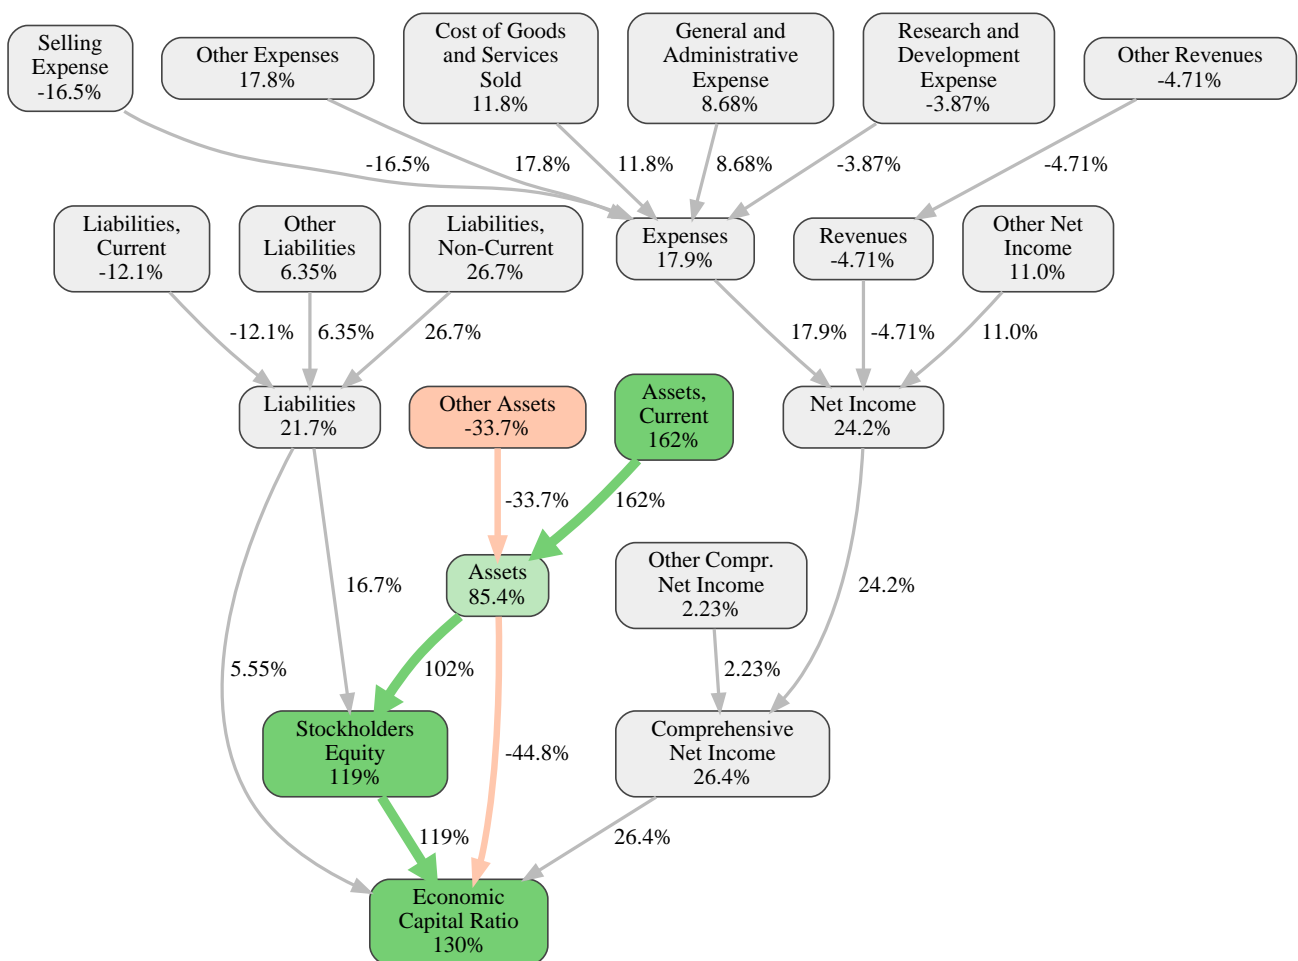 Selling
Expense
-16.5%
Other Expenses
17.8%
Cost of Goods
and Services
Sold
11.8%
General and
Administrative
Expense
8.68%
Research and
Development
Expense
-3.87%
Other Revenues
-4.71%
-16.5%
17.8%
11.8%
8.68%
-3.87%
-4.71%
Liabilities,
Current
-12.1%
Other
Liabilities
6.35%
Liabilities,
Non-Current
26.7%
Expenses
17.9%
Revenues
-4.71%
Other Net
Income
11.0%
-12.1%
6.35%
26.7%
17.9%
-4.71%
11.0%
Liabilities
21.7%
Other Assets
-33.7%
Assets,
Current
162%
Net Income
24.2%
-33.7%
162%
Assets
85.4%
Other Compr.
Net Income
2.23%
16.7%
24.2%
5.55%
102%
2.23%
Stockholders
Equity
119%
-44.8%
Comprehensive
Net Income
26.4%
119%
26.4%
Economic
Capital Ratio
130%